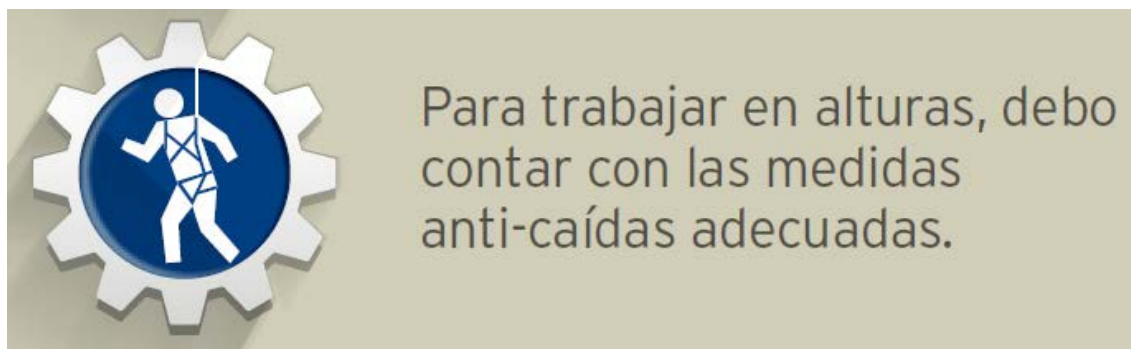 Para trabajar en alturas, debo
contar con las medidas
anti-caídas adecuadas.